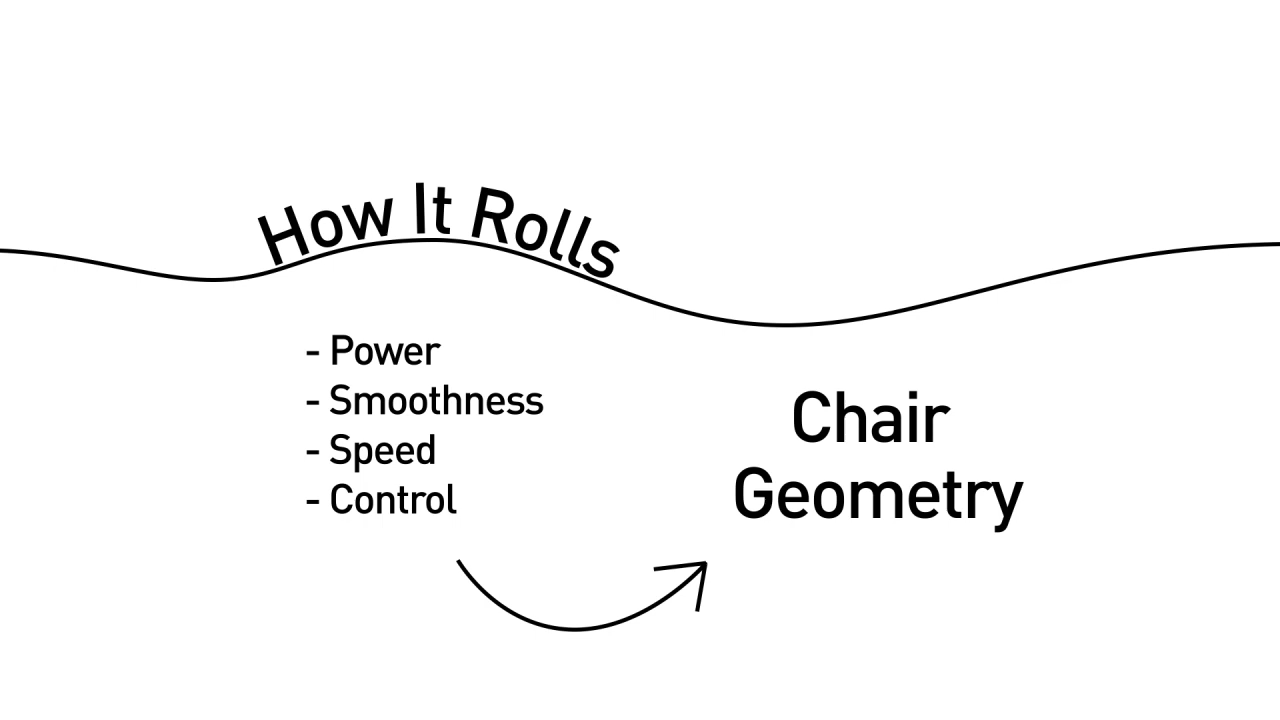 How It Rolls
- Power
- Smoothness
- Speed
- Control
Chair
Geometry